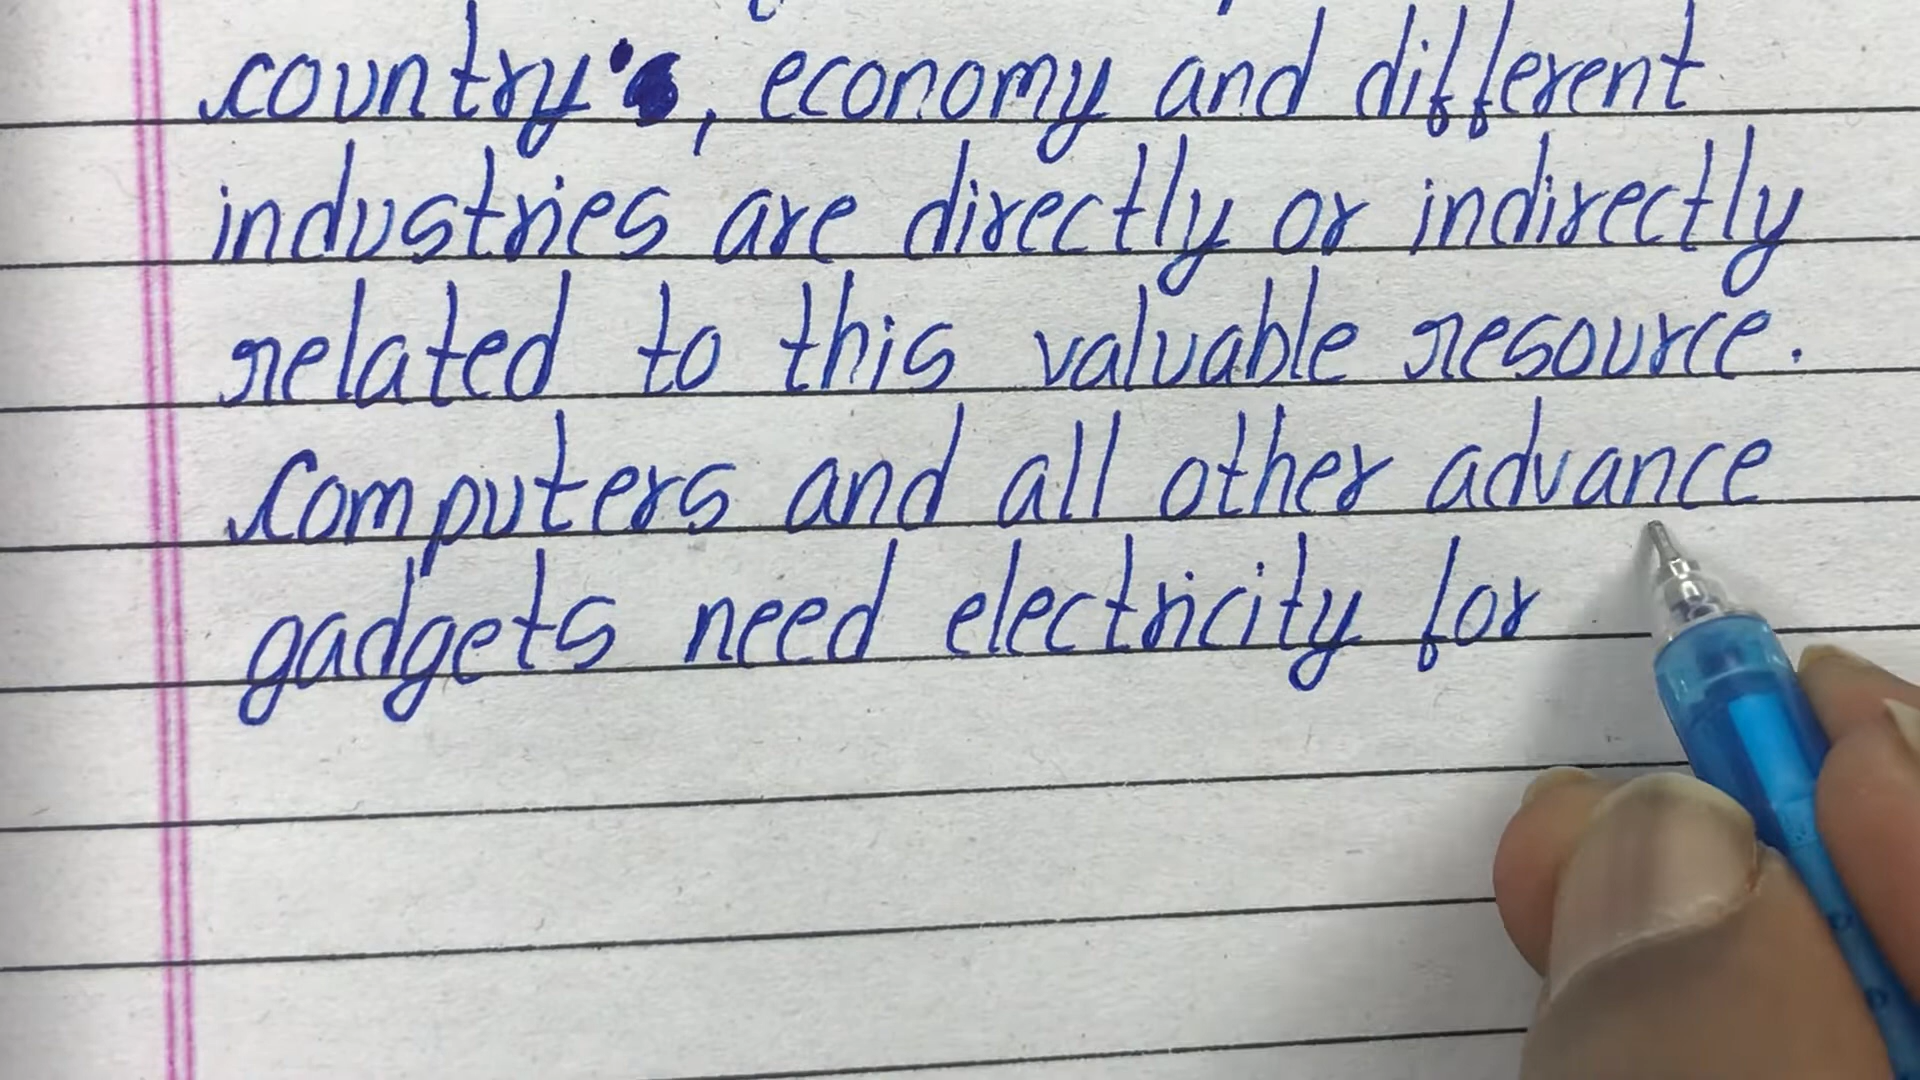 country's, economy and different
industries are directly or indirectly
related to this valuable resource.
Computers and all other advance
gadgets need electricity for